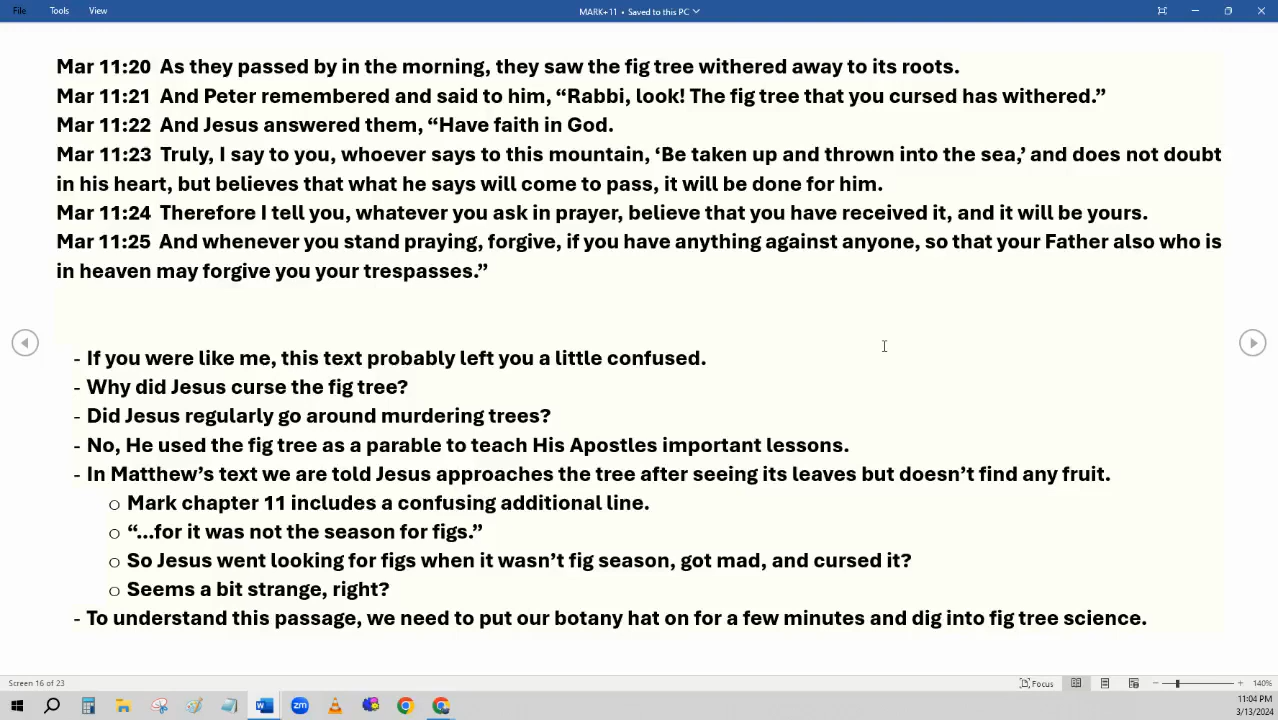 File Tools View MARK+11 • Saved to this PC
Mar 11:20 As they passed by in the morning, they saw the fig tree withered away to its roots.
Mar 11:21 And Peter remembered and said to him, “Rabbi, look! The fig tree that you cursed has withered.”
Mar 11:22 And Jesus answered them, “Have faith in God.
Mar 11:23 Truly, I say to you, whoever says to this mountain, ‘Be taken up and thrown into the sea,’ and does not doubt
in his heart, but believes that what he says will come to pass, it will be done for him.
Mar 11:24 Therefore I tell you, whatever you ask in prayer, believe that you have received it, and it will be yours.
Mar 11:25 And whenever you stand praying, forgive, if you have anything against anyone, so that your Father also who is
in heaven may forgive you your trespasses.”
- If you were like me, this text probably left you a little confused.
- Why did Jesus curse the fig tree?
- Did Jesus regularly go around murdering trees?
- No, He used the fig tree as a parable to teach His Apostles important lessons.
- In Matthew’s text we are told Jesus approaches the tree after seeing its leaves but doesn’t find any fruit.
o Mark chapter 11 includes a confusing additional line.
o “…for it was not the season for figs.”
o So Jesus went looking for figs when it wasn’t fig season, got mad, and cursed it?
o Seems a bit strange, right?
- To understand this passage, we need to put our botany hat on for a few minutes and dig into fig tree science.
Screen 16 of 23 Focus 140%
zm
11:04 PM
3/13/2024